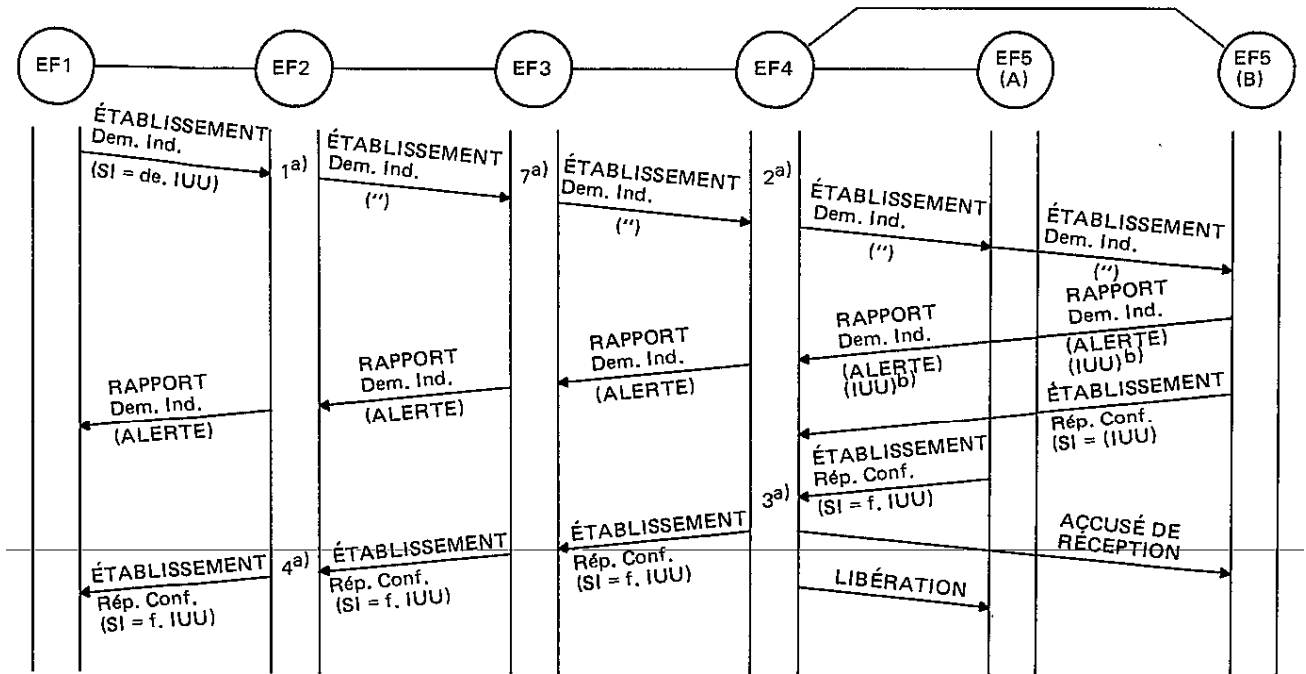 EF1
EF2
EF3
EF4
EF5
(A)
EF5
(B)
ÉTABLISSEMENT
Dem. Ind.
(SI = de. IUU)
1a)
ÉTABLISSEMENT
Dem. Ind.
(“)
7a)
ÉTABLISSEMENT
Dem. Ind.
(“)
2a)
ÉTABLISSEMENT
Dem. Ind.
(“)
ÉTABLISSEMENT
Dem. Ind.
(“)
RAPPORT
Dem. Ind.
(ALERTE)
(IUU)b)
RAPPORT
Dem. Ind.
(ALERTE)
(IUU)b)
RAPPORT
Dem. Ind.
(ALERTE)
RAPPORT
Dem. Ind.
(ALERTE)
RAPPORT
Dem. Ind.
(ALERTE)
ÉTABLISSEMENT
Rép. Conf.
(SI = (IUU)
ÉTABLISSEMENT
Rép. Conf.
(SI = f. IUU)
3a)
ÉTABLISSEMENT
Rép. Conf.
(SI = f. IUU)
ÉTABLISSEMENT
Rép. Conf.
(SI = f. IUU)
4a)
ÉTABLISSEMENT
Rép. Conf.
(SI = f. IUU)
ACCUSÉ DE
RÉCEPTION
LIBÉRATION